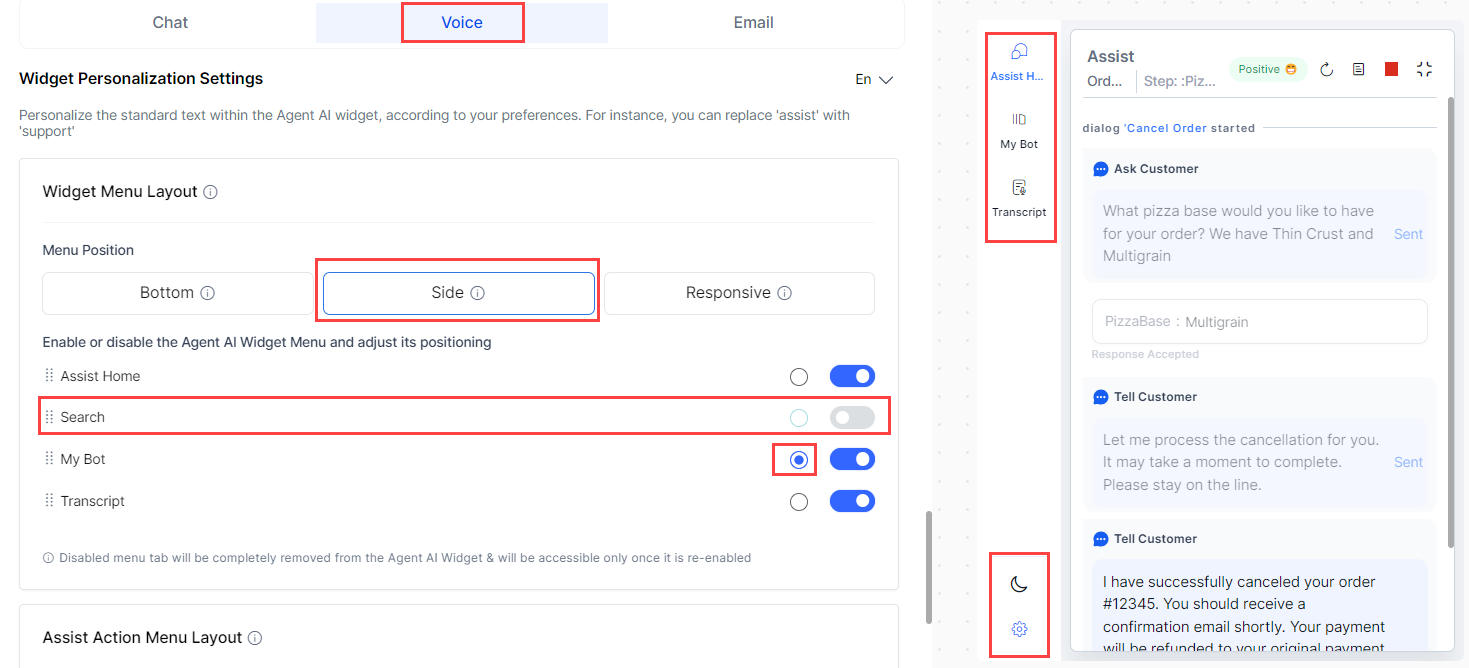 Chat
Voice
Email
Widget Personalization Settings
En
Personalize the standard text within the Agent AI widget, according to your preferences. For instance, you can replace 'assist' with
'support'
Widget Menu Layout
Menu Position
Bottom
Side
Responsive
Enable or disable the Agent AI Widget Menu and adjust its positioning
Assist Home
Search
My Bot
Transcript
Disabled menu tab will be completely removed from the Agent AI Widget & will be accessible only once it is re-enabled
Assist Action Menu Layout
Assist H...
My Bot
Transcript
Assist
Ord...
Step: :Piz...
Positive
dialog 'Cancel Order started
Ask Customer
What pizza base would you like to have
for your order? We have Thin Crust and
Multigrain
Sent
PizzaBase : Multigrain
Response Accepted
Tell Customer
Let me process the cancellation for you.
It may take a moment to complete.
Please stay on the line.
Sent
Tell Customer
I have successfully canceled your order
#12345. You should receive a
confirmation email shortly. Your payment
will be refunded to your original payment